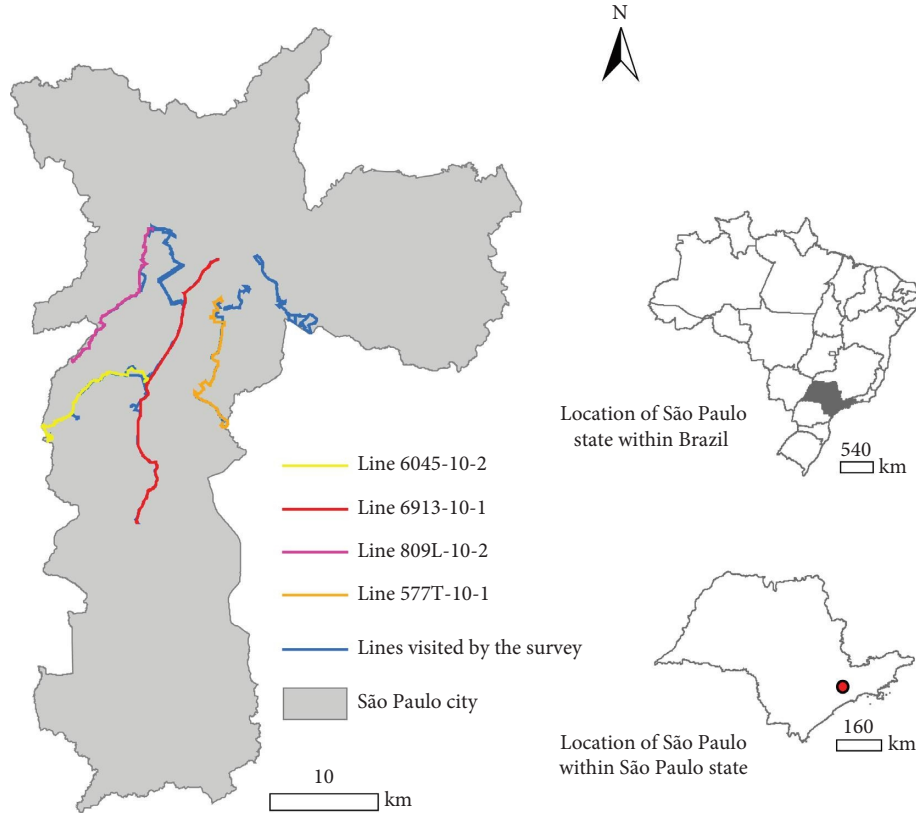 N
Line 6045-10-2
Line 6913-10-1
Line 809L-10-2
Line 577T-10-1
Lines visited by the survey
São Paulo city
10
km
Location of São Paulo
state within Brazil
540
km
Location of São Paulo
within São Paulo state
160
km